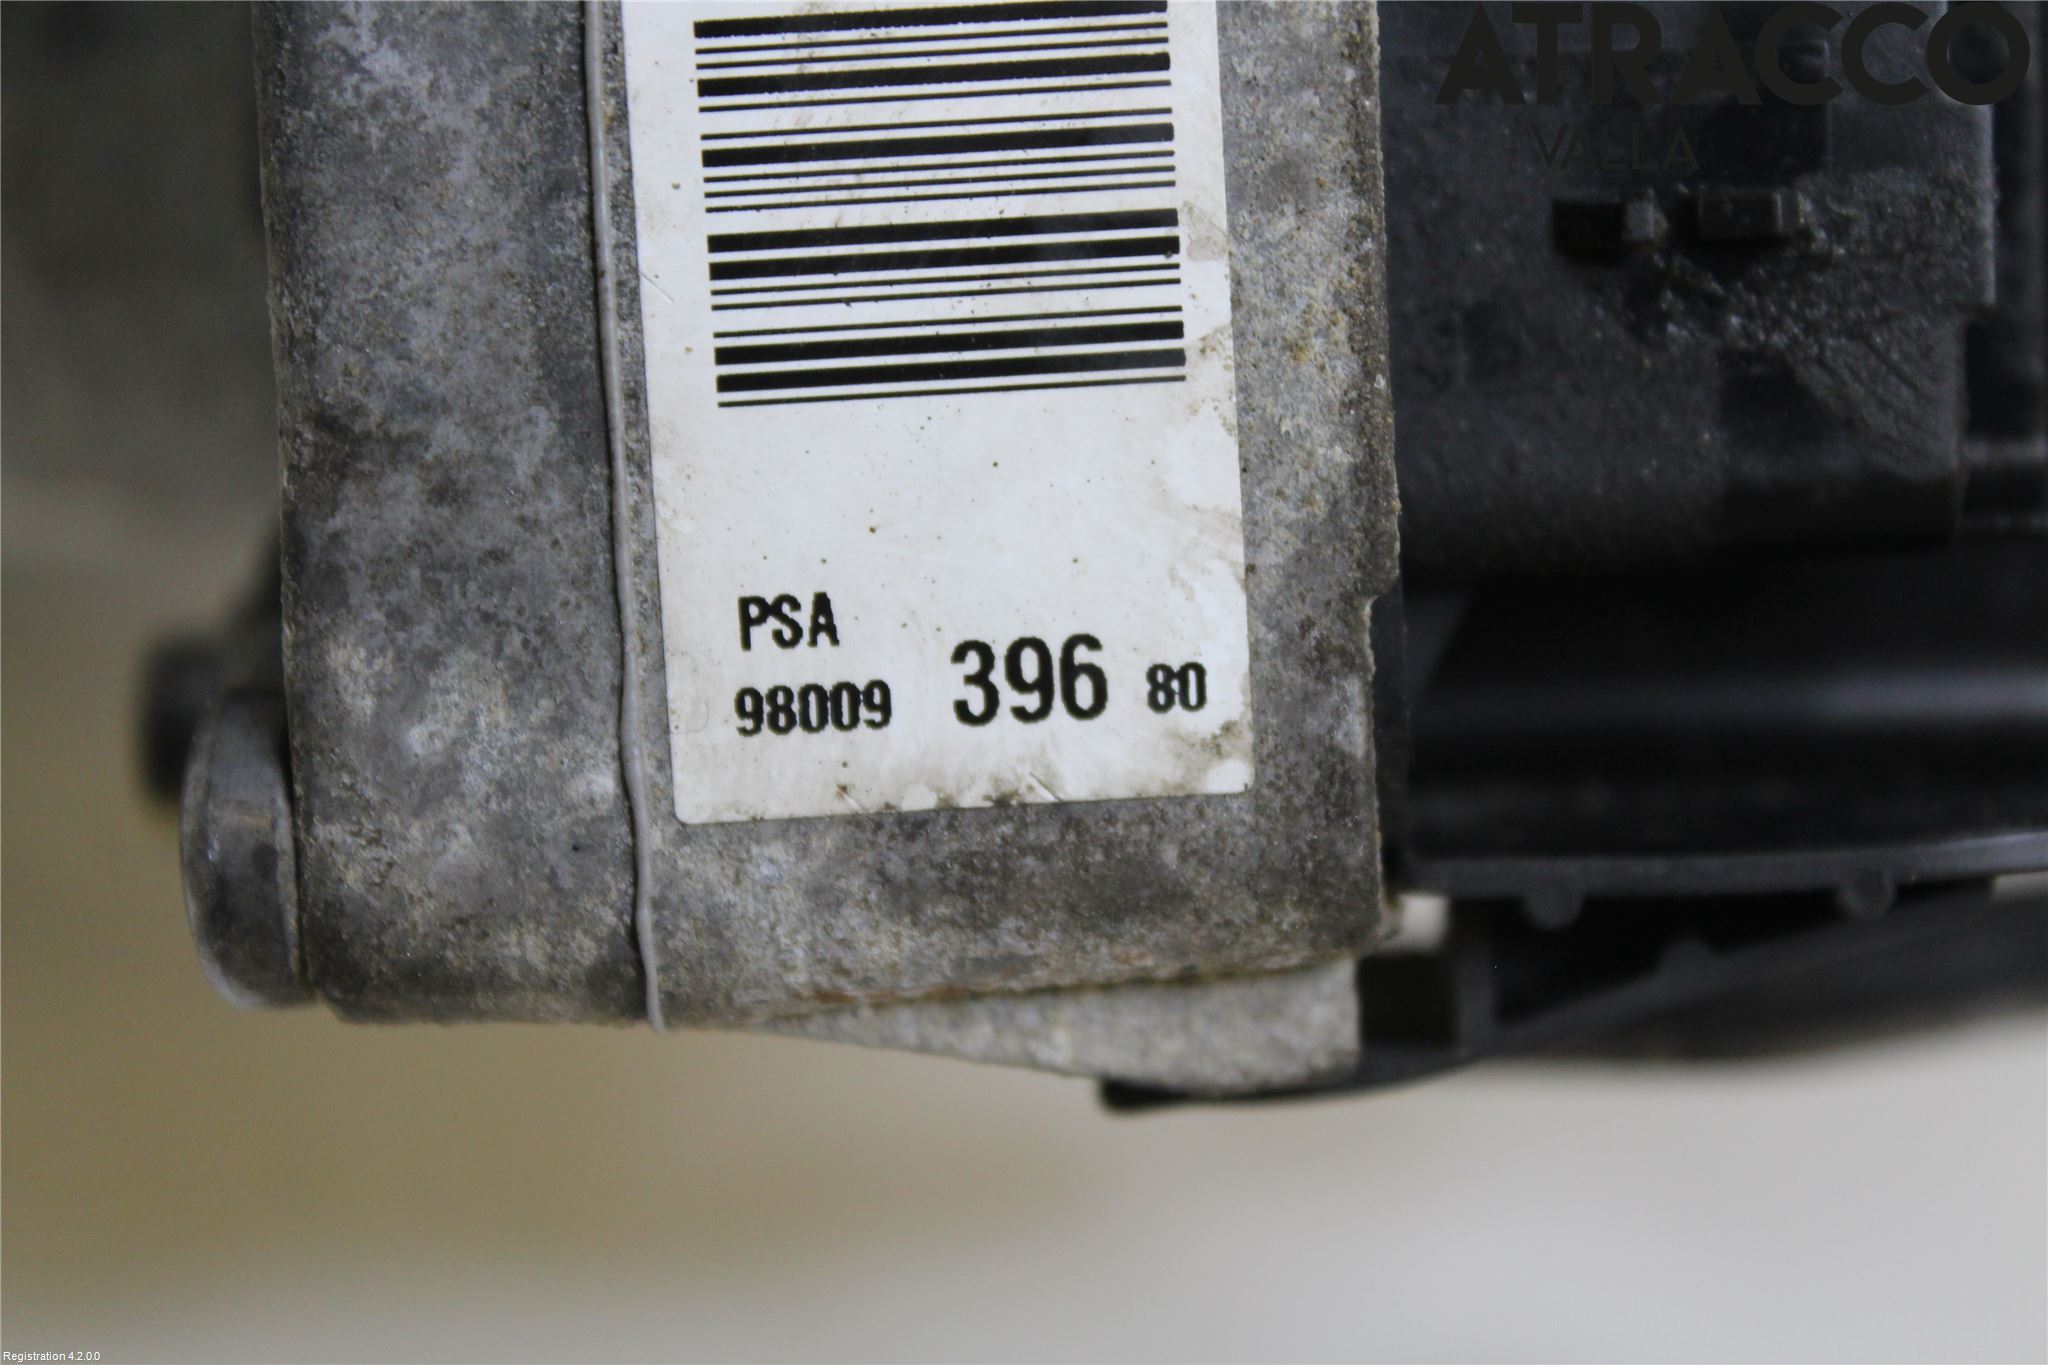 ATRACCO
VALLA
PSA
98009 396 80
Registration 4.2.0.0